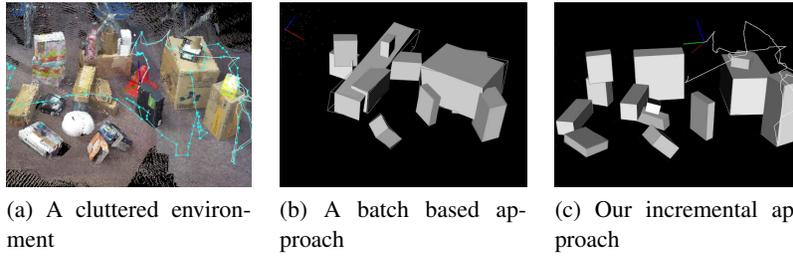 (a) A cluttered environ-
ment
(b) A batch based ap-
proach
(c) Our incremental ap
proach